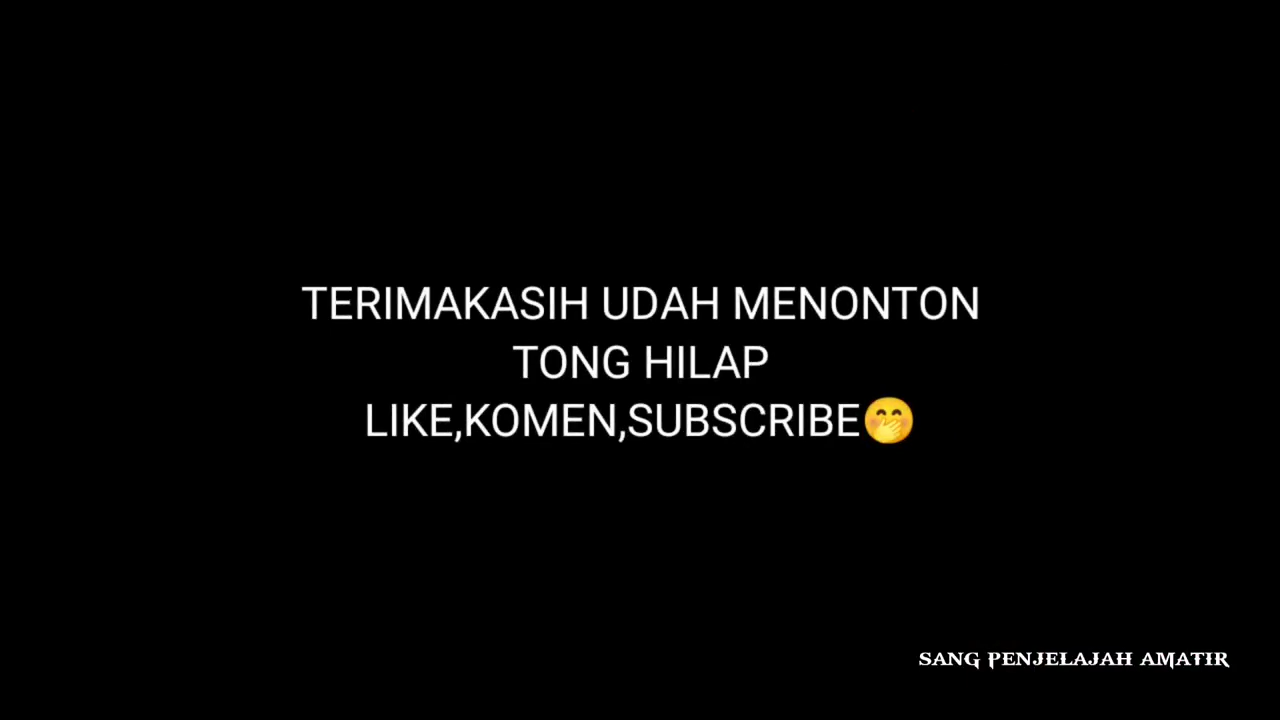 TERIMAKASIH UDAH MENONTON
TONG HILAP
LIKE,KOMEN,SUBSCRIBE🤭
SANG PENJELAJAH AMATIR